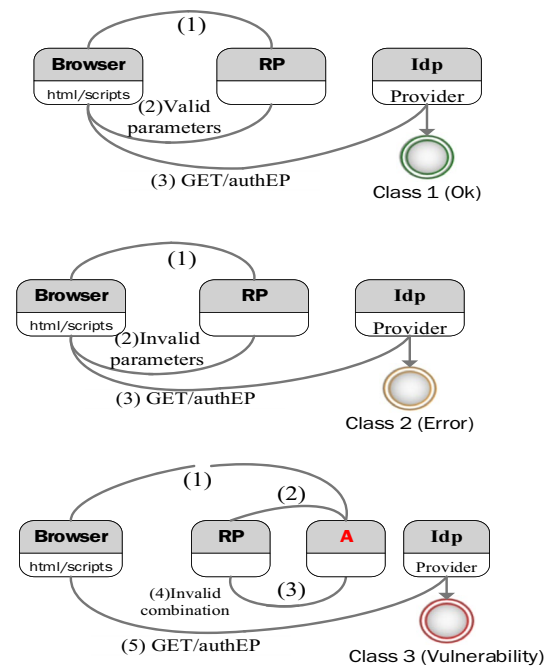 (1)
Browser
RP
Idp
html/scripts
Provider
(2)Valid
parameters
(3) GET/authEP
Class 1 (Ok)
(1)
Browser
RP
Idp
html/scripts
Provider
(2)Invalid
parameters
(3) GET/authEP
Class 2 (Error)
(1)
(2)
Browser
RP
A
Idp
html/scripts
Provider
(4)Invalid
combination
(3)
(5) GET/authEP
Class 3 (Vulnerability)